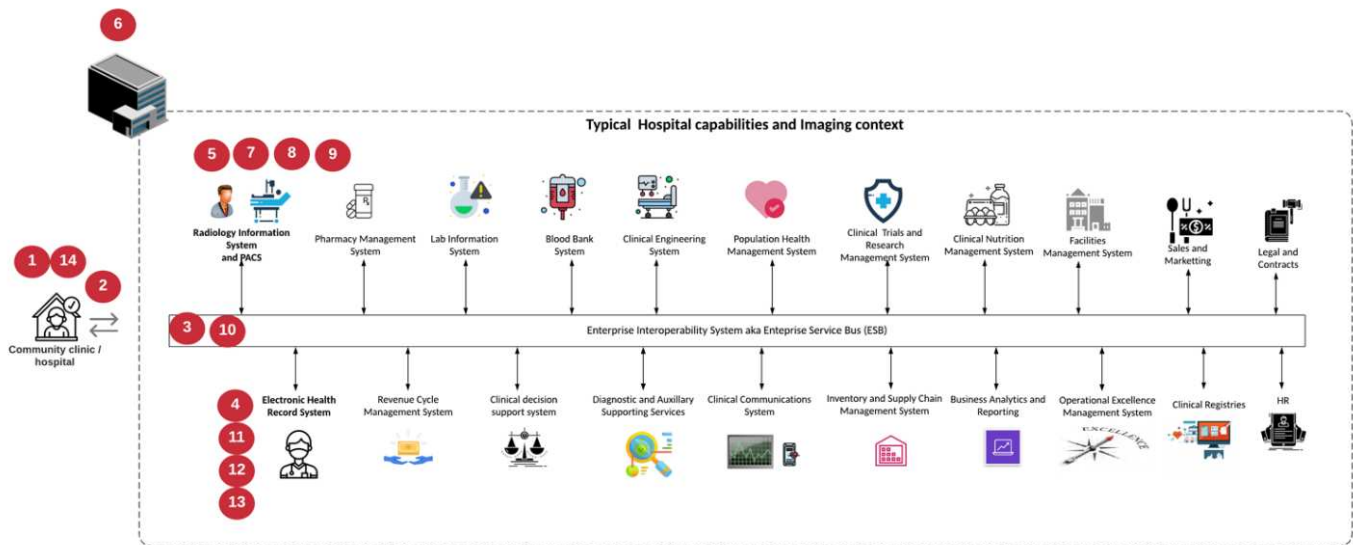 6
Typical Hospital capabilities and Imaging context
5 7 8 9
Radiology Information
System
and PACS
Pharmacy Management
System
Lab Information
System
Blood Bank
System
Clinical Engineering
System
Population Health
Management System
Clinical Trials and
Research
Management System
Clinical Nutrition
Management System
Facilities
Management System
Sales and
Marketting
Legal and
Contracts
1 14
2
Community clinic /
hospital
3 10
Enterprise Interoperability System aka Enteprise Service Bus (ESB)
4
11
12
13
Electronic Health
Record System
Revenue Cycle
Management System
Clinical decision
support system
Diagnostic and Auxillary
Supporting Services
Clinical Communications
System
Inventory and Supply Chain
Management System
Business Analytics and
Reporting
Operational Excellence
Management System
EXCELLENCE
Clinical Registries
HR